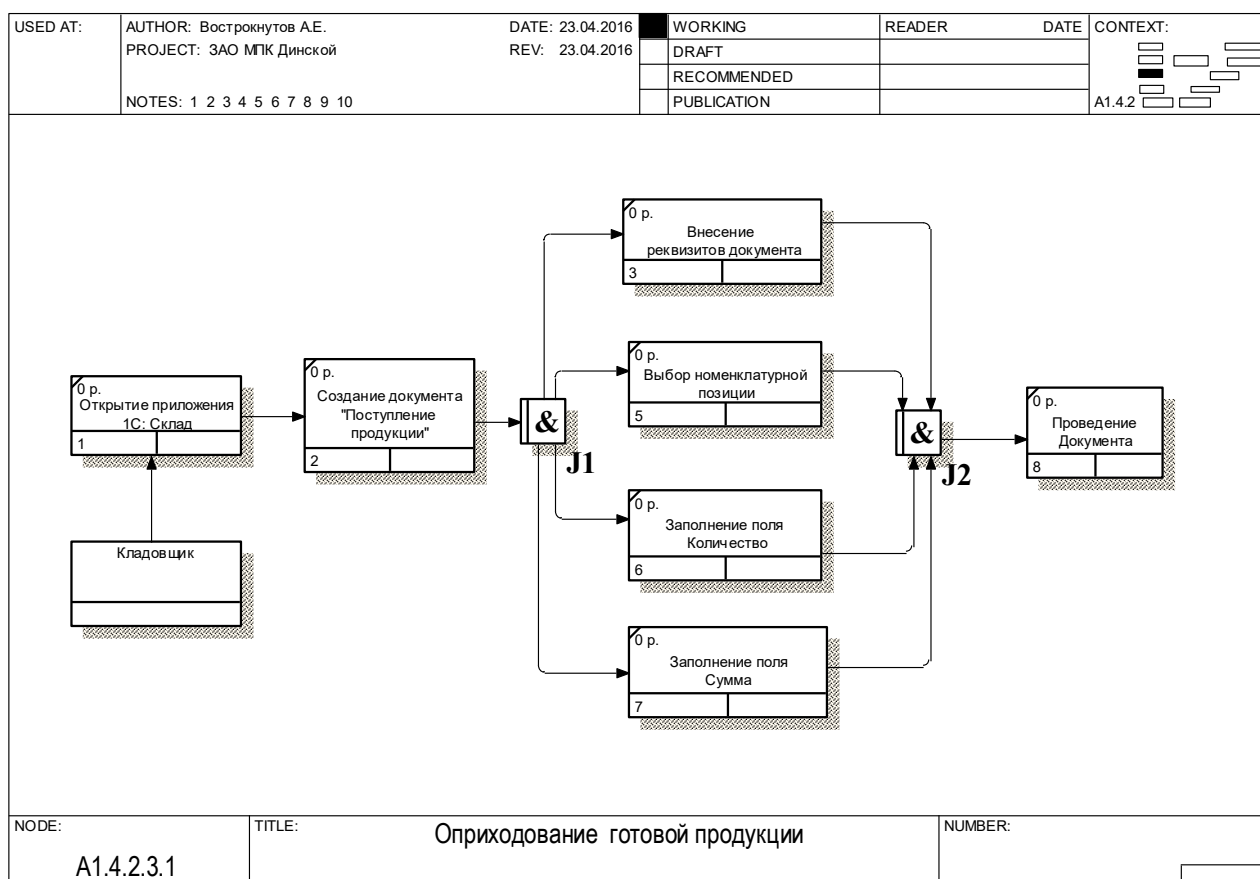 USED AT:
AUTHOR: Вострокнутов А.Е.
DATE: 23.04.2016
PROJECT: ЗАО МПК Динской
REV: 23.04.2016
NOTES: 1 2 3 4 5 6 7 8 9 10
WORKING
DRAFT
RECOMMENDED
PUBLICATION
READER
DATE
CONTEXT:
A1.4.2
0 р.
Внесение
реквизитов документа
3
0 р.
Открытие приложения
1С: Склад
1
0 р.
Создание документа
"Поступление
продукции"
2
&
J1
0 р.
Выбор номенклатурной
позиции
5
&
J2
0 р.
Проведение
Документа
8
0 р.
Заполнение поля
Количество
6
Кладовщик
0 р.
Заполнение поля
Сумма
7
NODE:
A1.4.2.3.1
TITLE:
Оприходование готовой продукции
NUMBER: